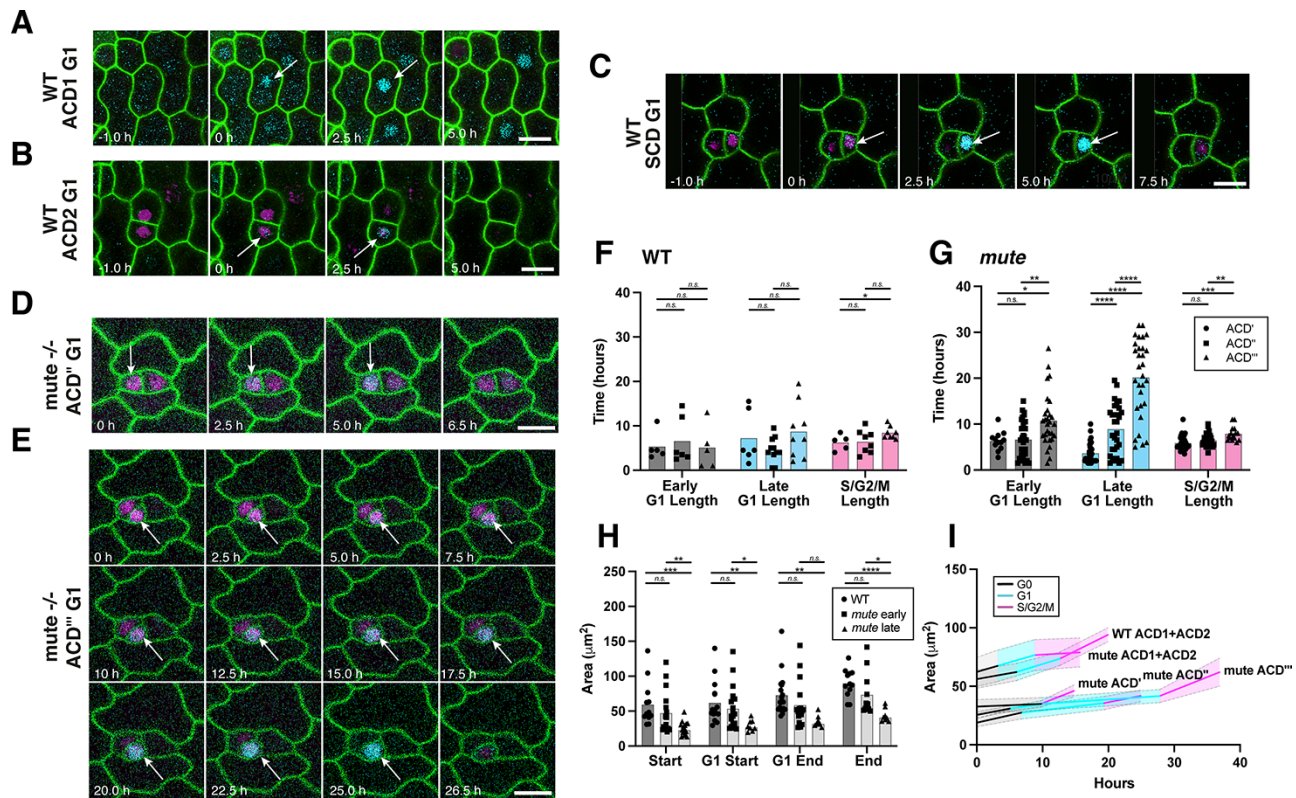 A
WT
ACD1 G1
-1.0 h
0 h
2.5 h
5.0 h
B
WT
ACD2 G1
-1.0 h
0 h
2.5 h
5.0 h
C
WT
SCD G1
-1.0 h
0 h
2.5 h
5.0 h
7.5 h
D
mute -/-
ACD" G1
0 h
2.5 h
5.0 h
6.5 h
E
mute -/-
ACD''' G1
0 h
2.5 h
5.0 h
7.5 h
10 h
12.5 h
15.0 h
17.5 h
20.0 h
22.5 h
25.0 h
26.5 h
F
WT
Time (hours)
40
30
20
10
0
n.s.
n.s.
n.s.
n.s.
n.s.
n.s.
n.s.
*
n.s.
Early
G1 Length
Late
G1 Length
S/G2/M
Length
G
mute
Time (hours)
40
30
20
10
0
**
*
n.s.
****
****
****
**
***
n.s.
ACD'
ACD"
ACD'''
Early
G1 Length
Late
G1 Length
S/G2/M
Length
H
Area (μm²)
250
200
150
100
50
0
**
***
n.s.
*
**
n.s.
n.s.
**
n.s.
*
****
n.s.
WT
mute early
mute late
Start
G1 Start
G1 End
End
I
Area (μm²)
150
100
50
0
G0
G1
S/G2/M
WT ACD1+ACD2
mute ACD1+ACD2
mute ACD'
mute ACD"
mute ACD'''
0
10
20
30
40
Hours